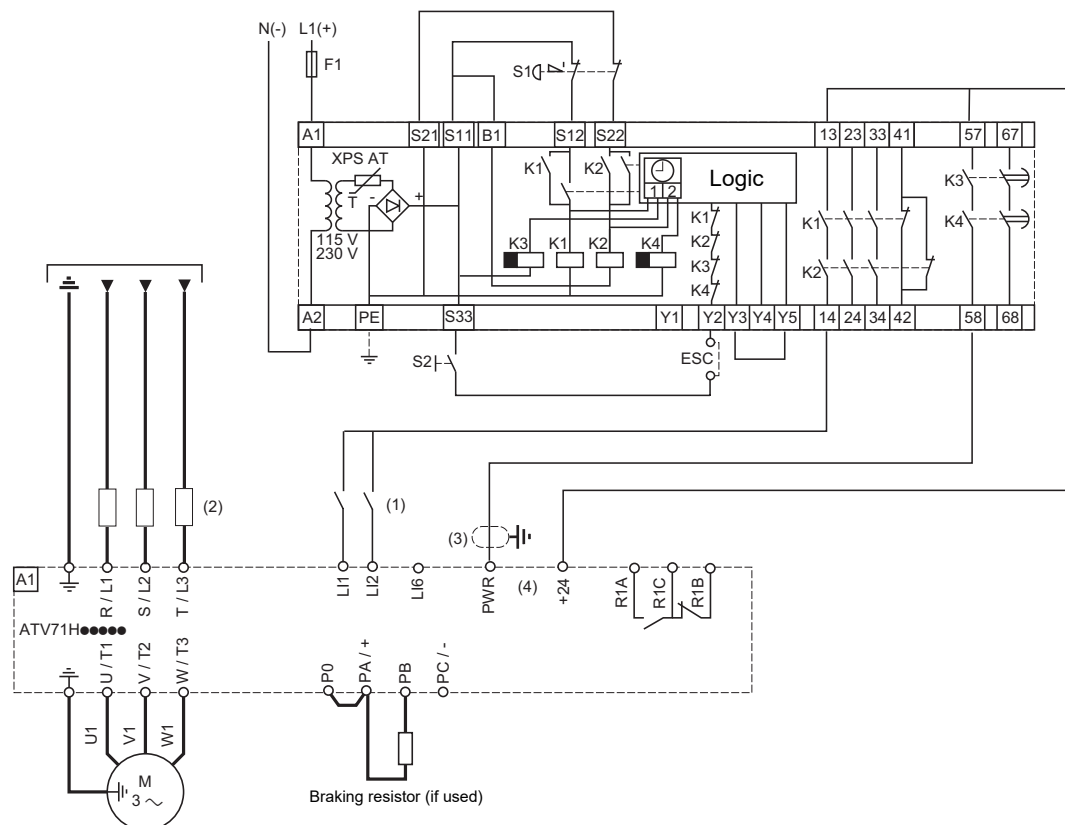 N(-) L1(+)
F1
S1
A1 S21 S11 B1 S12 S22 13 23 33 41 57 67
XPS AT
K1 K2
Logic
1 2
K3
T
-
+
115 V
230 V
K3 K1 K2 K4
K1
K2
K3
K4
K1
K4
K2
A2 PE S33 Y1 Y2 Y3 Y4 Y5 14 24 34 42 58 68
S2
ESC
(2)
(1)
(3)
(4)
A1
R / L1
S / L2
T / L3
LI1
LI2
LI6
PWR
+24
R1A
R1C
R1B
ATV71H●●●●●
U / T1
V / T2
W / T3
P0
PA / +
PB
PC / -
U1
V1
W1
M
3 ~
Braking resistor (if used)